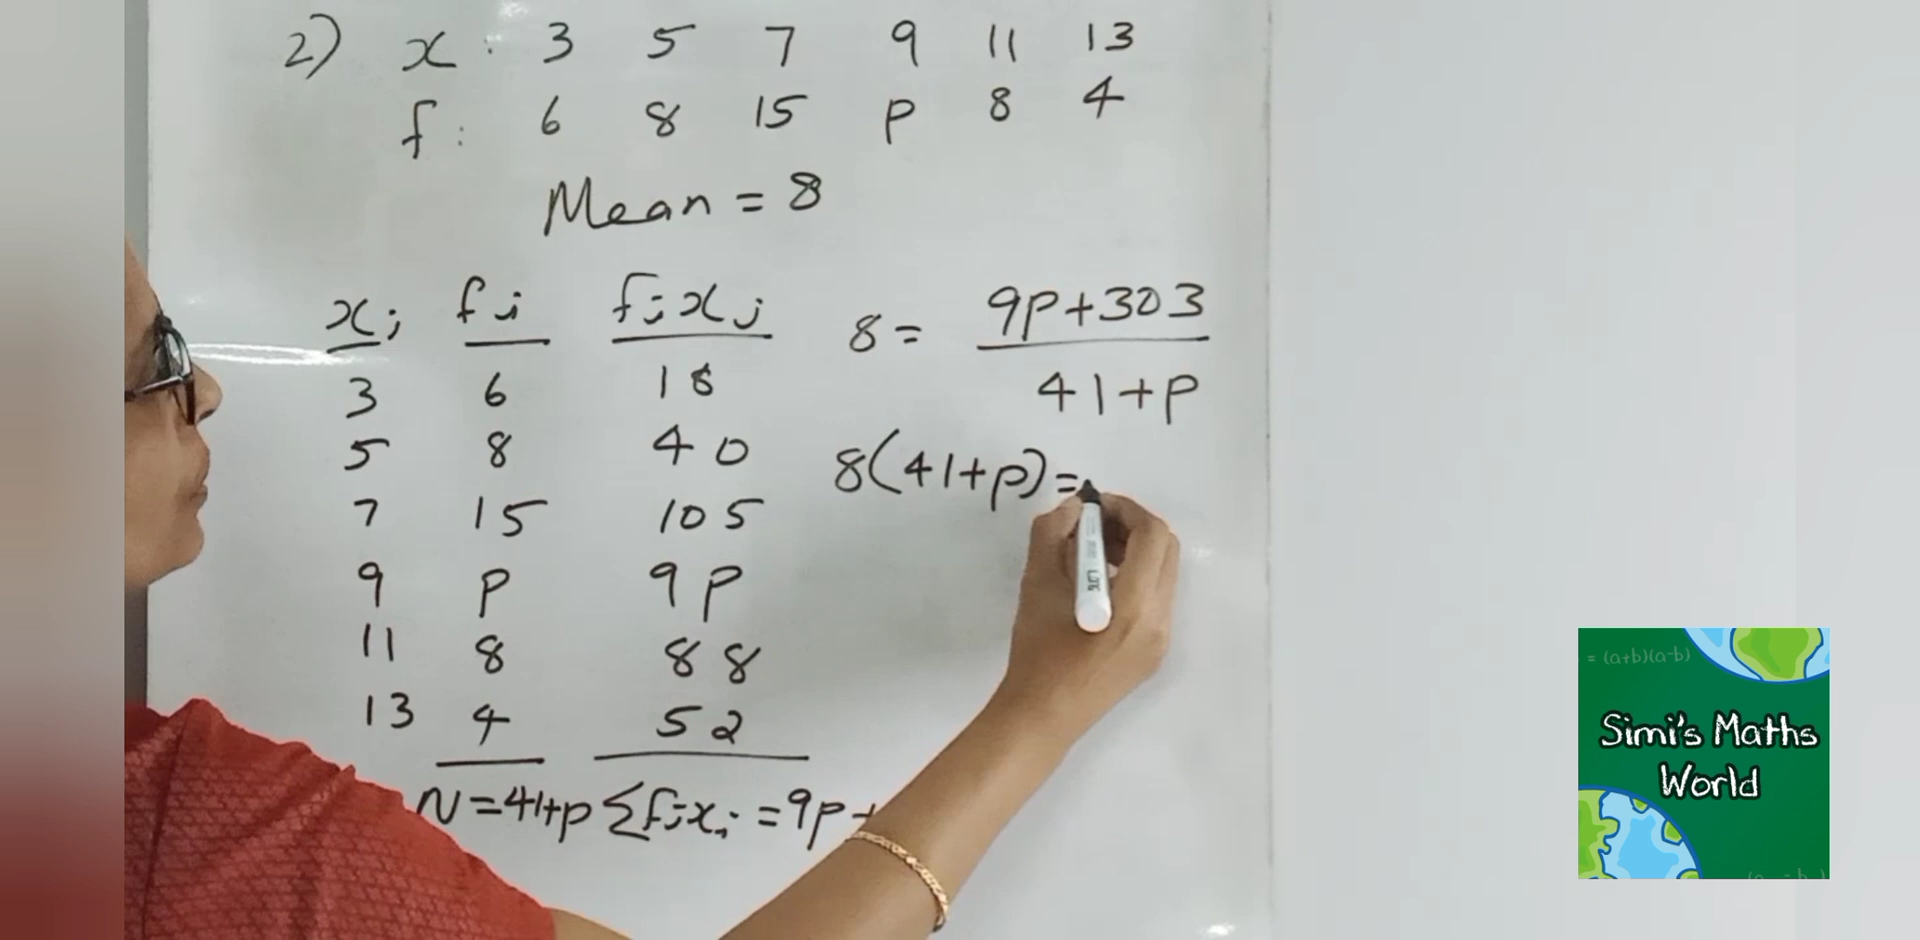 2) x : 3 5 7 9 11 13
f : 6 8 15 p 8 4
Mean = 8
xi fi fixi
3 6 18
5 8 40
7 15 105
9 p 9p
11 8 88
13 4 52
N = 41+p Σfixi = 9p+
8 = 9p+303
41+p
8(41+p) =
= (a+b)(a-b)
Simi's Maths
World